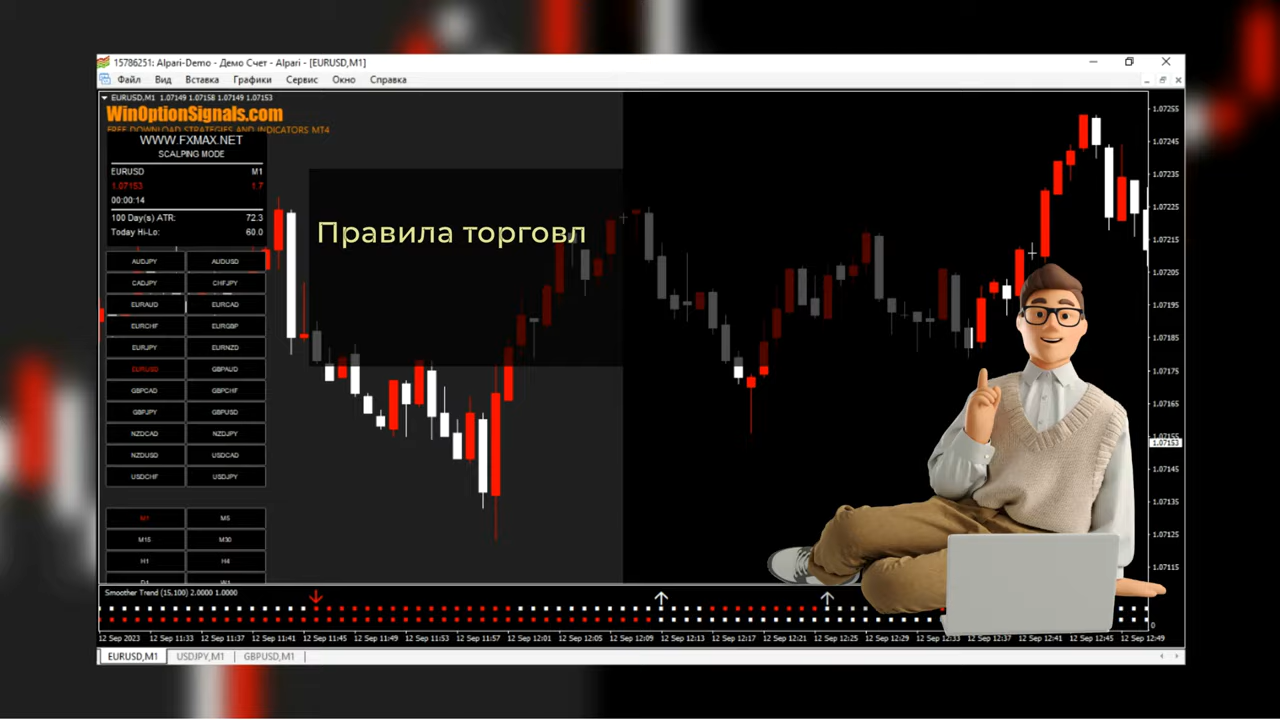 15786251: Alpari-Demo - Демо Счет - Alpari - [EURUSD,M1]
Файл Вид Вставка Графики Сервис Окно Справка
EURUSD,M1 1.07149 1.07158 1.07149 1.07153
WinOptionSignals.com
FREE DOWNLOAD STRATEGIES AND INDICATORS MT4
WWW.FXMAX.NET
SCALPING MODE
EURUSD M1
1.07153 1.7
00:00:14
100 Day(s) ATR: 72.3
Today Hi-Lo: 60.0
Правила торговл
AUDJPY AUDUSD
CADJPY CHFJPY
EURAUD EURCAD
EURCHF EURGBP
EURJPY EURNZD
EURUSD GBPAUD
GBPCAD GBPCHF
GBPJPY GBPUSD
NZDCAD NZDJPY
NZDUSD USDCAD
USDCHF USDJPY
M1 M5
M15 M30
H1 H4
D1 W1
1.07255
1.07245
1.07235
1.07225
1.07215
1.07205
1.07195
1.07185
1.07175
1.07165
1.07155
1.07153
1.07145
1.07135
1.07125
1.07115
Smoother Trend (15,100) 2.0000 1.0000
0
12 Sep 2023 12 Sep 11:33 12 Sep 11:37 12 Sep 11:41 12 Sep 11:45 12 Sep 11:49 12 Sep 11:53 12 Sep 11:57 12 Sep 12:01 12 Sep 12:05 12 Sep 12:09 12 Sep 12:13 12 Sep 12:17 12 Sep 12:21 12 Sep 12:25 12 Sep 12:29 12 Sep 12:33 12 Sep 12:37 12 Sep 12:41 12 Sep 12:45 12 Sep 12:49
EURUSD,M1 USDJPY,M1 GBPUSD,M1